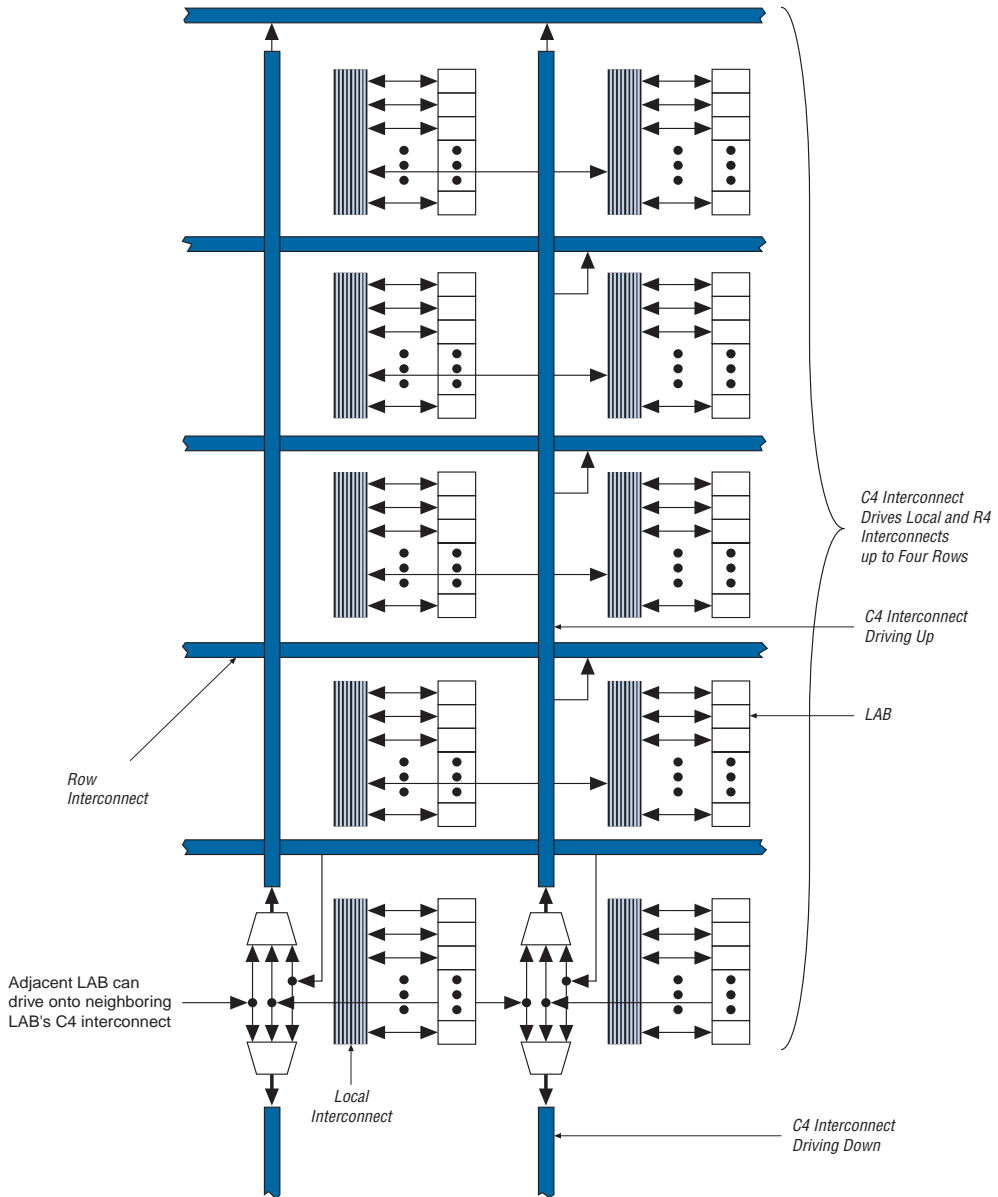 C4 Interconnect
Drives Local and R4
Interconnects
up to Four Rows
C4 Interconnect
Driving Up
LAB
Row
Interconnect
Adjacent LAB can
drive onto neighboring
LAB's C4 interconnect
Local
Interconnect
C4 Interconnect
Driving Down